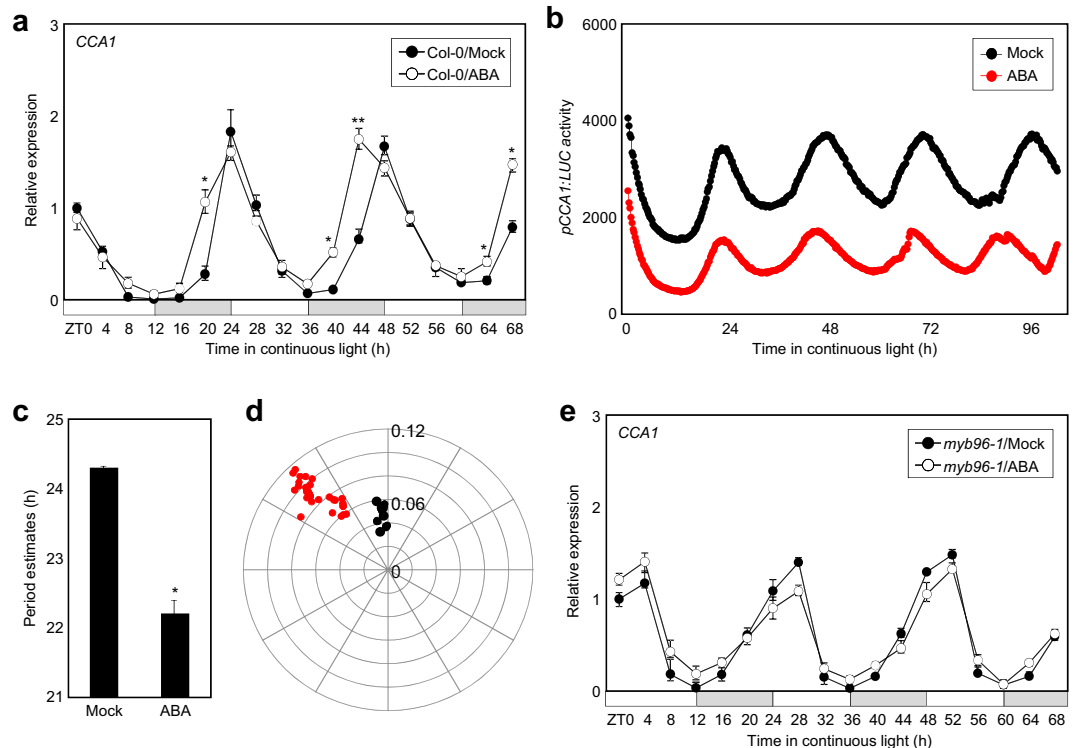 a
CCA1
Col-0/Mock
Col-0/ABA
Relative expression
3
2
1
0
*
**
*
*
*
ZT0 4 8 12 16 20 24 28 32 36 40 44 48 52 56 60 64 68
Time in continuous light (h)
b
Mock
ABA
pCCA1:LUC activity
6000
4000
2000
0
0 24 48 72 96
Time in continuous light (h)
c
Period estimates (h)
25
24
23
22
21
*
Mock ABA
d
0.12
0.06
0
e
CCA1
myb96-1/Mock
myb96-1/ABA
Relative expression
3
2
1
0
ZT0 4 8 12 16 20 24 28 32 36 40 44 48 52 56 60 64 68
Time in continuous light (h)